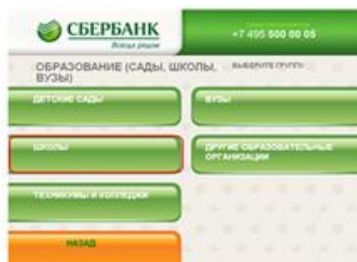 СБЕРБАНК
Всегда рядом
+7 495 500 00 05
ОБРАЗОВАНИЕ (САДЫ, ШКОЛЫ, ВУЗЫ)
ВЫБЕРИТЕ ГРУППУ
ДЕТСКИЕ САДЫ
ВУЗЫ
ШКОЛЫ
ДРУГИЕ ОБРАЗОВАТЕЛЬНЫЕ
ОРГАНИЗАЦИИ
ТЕХНИКУМЫ И КОЛЛЕДЖИ
НАЗАД